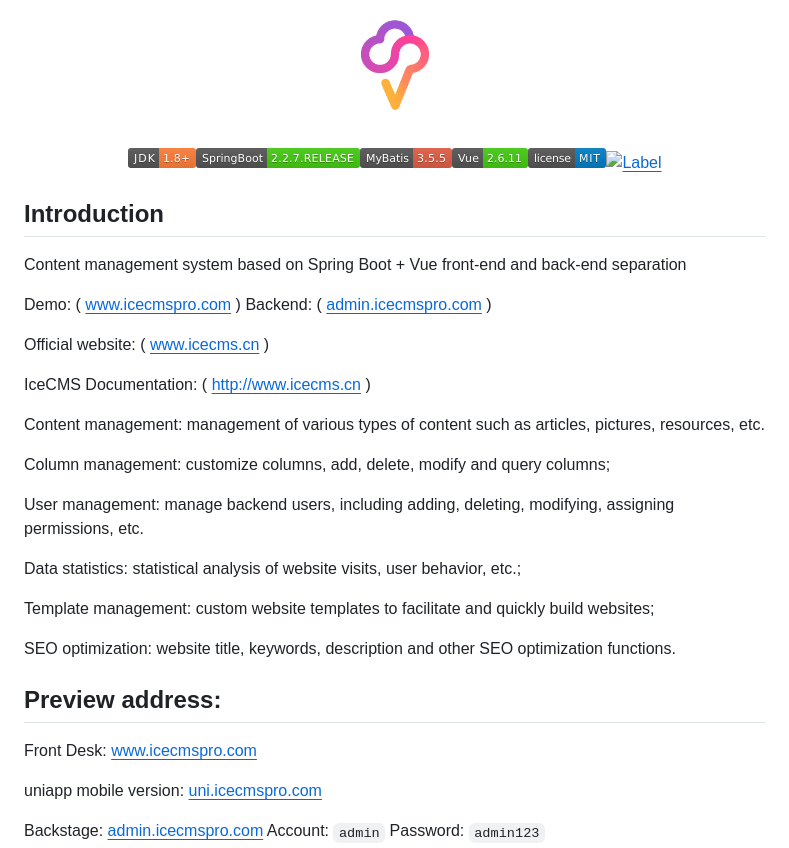 JDK 1.8+ SpringBoot 2.2.7.RELEASE MyBatis 3.5.5 Vue 2.6.11 license MIT Label
Introduction
Content management system based on Spring Boot + Vue front-end and back-end separation
Demo: ( www.icecmspro.com ) Backend: ( admin.icecmspro.com )
Official website: ( www.icecms.cn )
IceCMS Documentation: ( http://www.icecms.cn )
Content management: management of various types of content such as articles, pictures, resources, etc.
Column management: customize columns, add, delete, modify and query columns;
User management: manage backend users, including adding, deleting, modifying, assigning
permissions, etc.
Data statistics: statistical analysis of website visits, user behavior, etc.;
Template management: custom website templates to facilitate and quickly build websites;
SEO optimization: website title, keywords, description and other SEO optimization functions.
Preview address:
Front Desk: www.icecmspro.com
uniapp mobile version: uni.icecmspro.com
Backstage: admin.icecmspro.com Account: admin Password: admin123